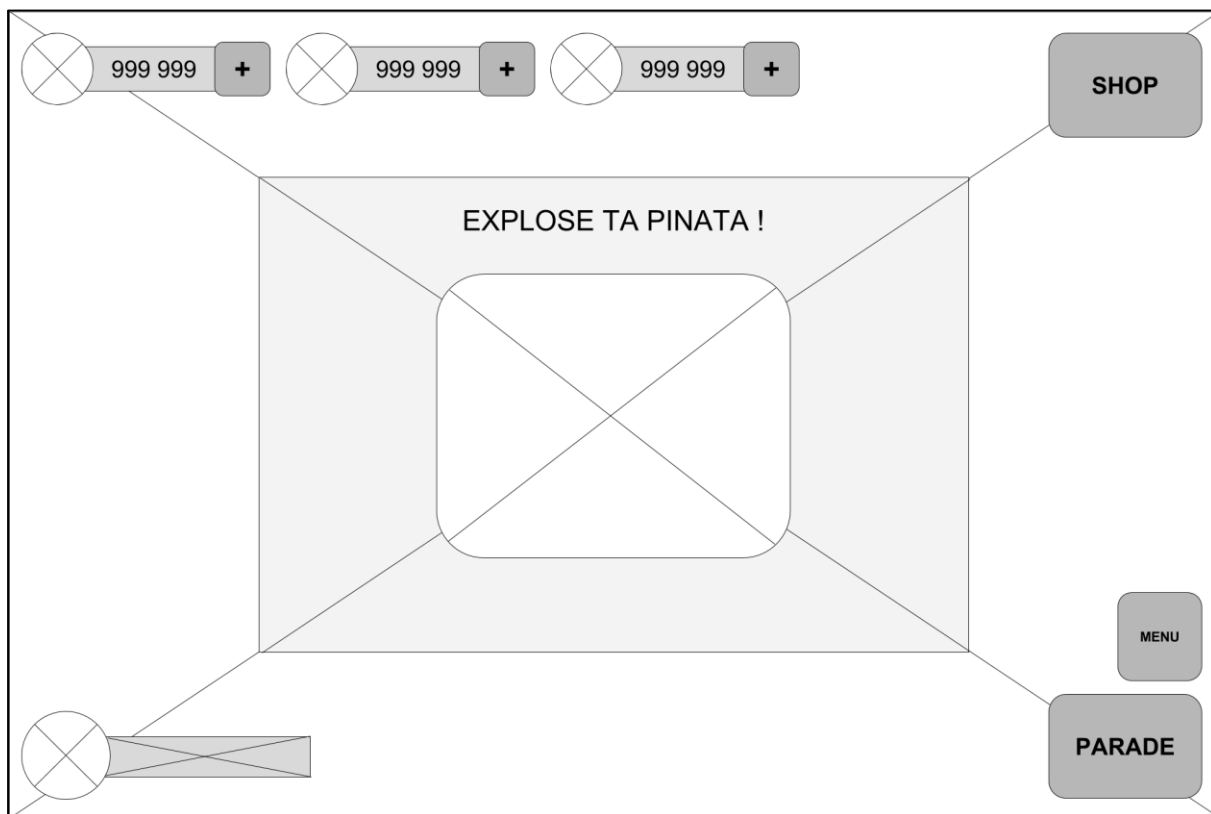 999 999 + 999 999 + 999 999 +
SHOP
EXPLOSE TA PINATA !
MENU
PARADE